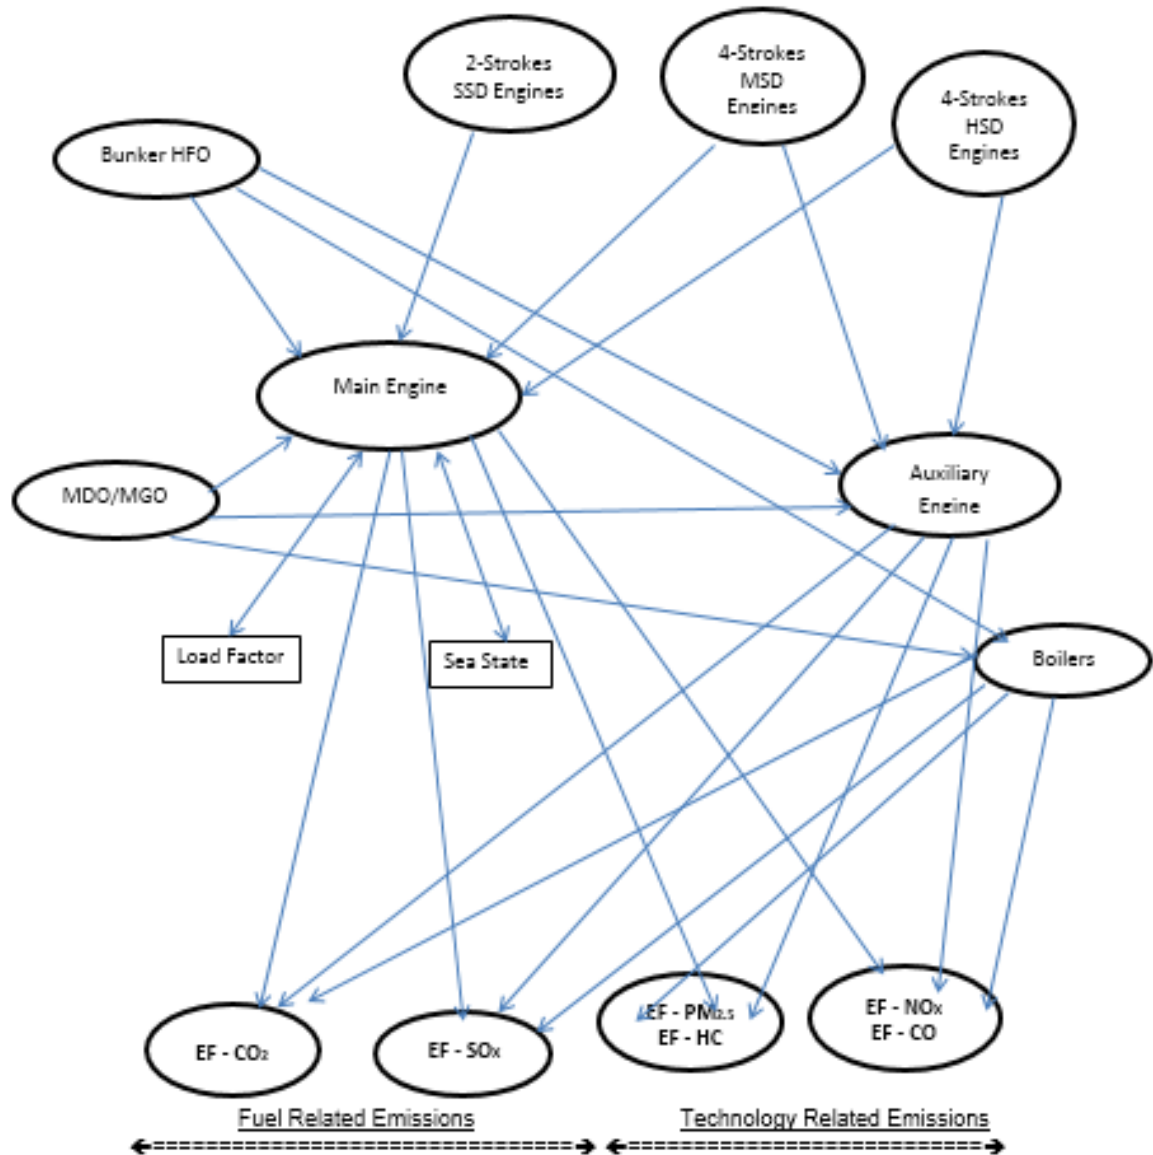 2-Strokes
SSD Engines
4-Strokes
MSD
Engines
4-Strokes
HSD
Engines
Bunker HFO
Main Engine
Auxiliary
Engine
MDO/MGO
Load Factor
Sea State
Boilers
EF - CO₂
EF - SOx
EF - PM₂.₅
EF - HC
EF - NOx
EF - CO
Fuel Related Emissions
Technology Related Emissions